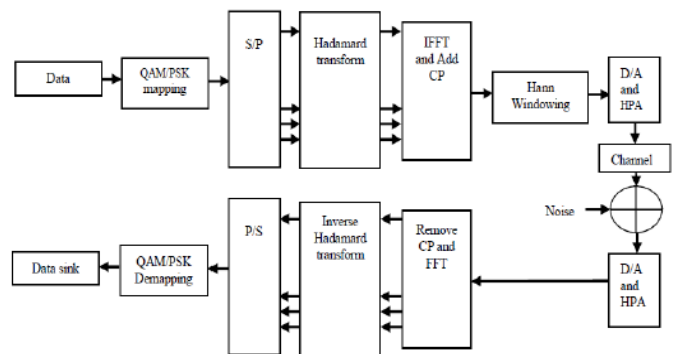 Data
QAM/PSK
mapping
S/P
Hadamard
transform
IFFT
and Add
CP
Hann
Windowing
D/A
and
HPA
Channel
Noise
D/A
and
HPA
Remove
CP and
FFT
Inverse
Hadamard
transform
P/S
QAM/PSK
Demapping
Data sink